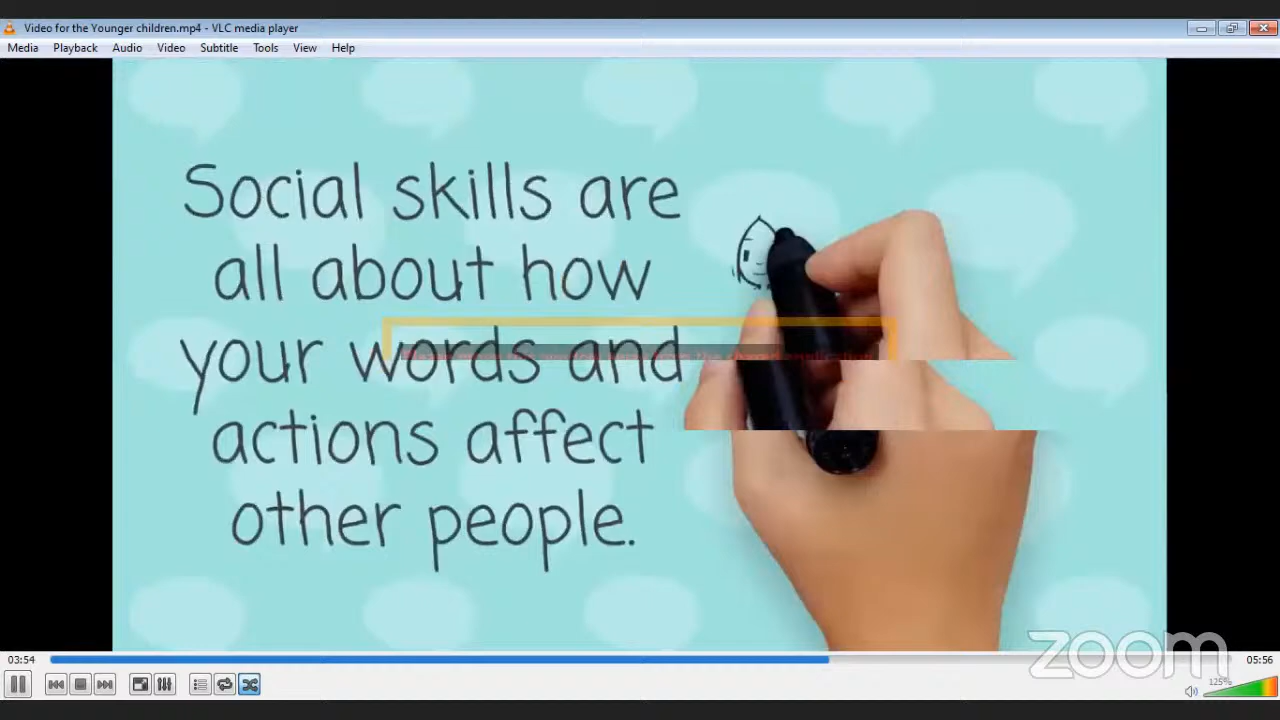 Video for the Younger children.mp4 - VLC media player
Media Playback Audio Video Subtitle Tools View Help
Social skills are
all about how
your words and
actions affect
other people.
zoom
03:54
05:56
125%